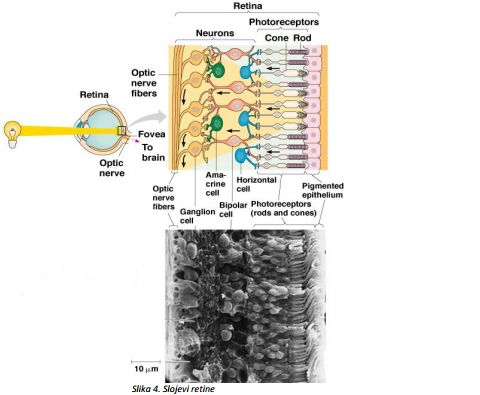 Retina
Photoreceptors
Neurons
Cone Rod
Optic
nerve
fibers
Retina
Fovea
To
brain
Optic
nerve
Ama-
crine
cell
Horizontal
cell
Optic
nerve
fibers
Ganglion
cell
Bipolar
cell
Photoreceptors
(rods and cones)
Pigmented
epithelium
10 µm
Slika 4. Slojevi retine